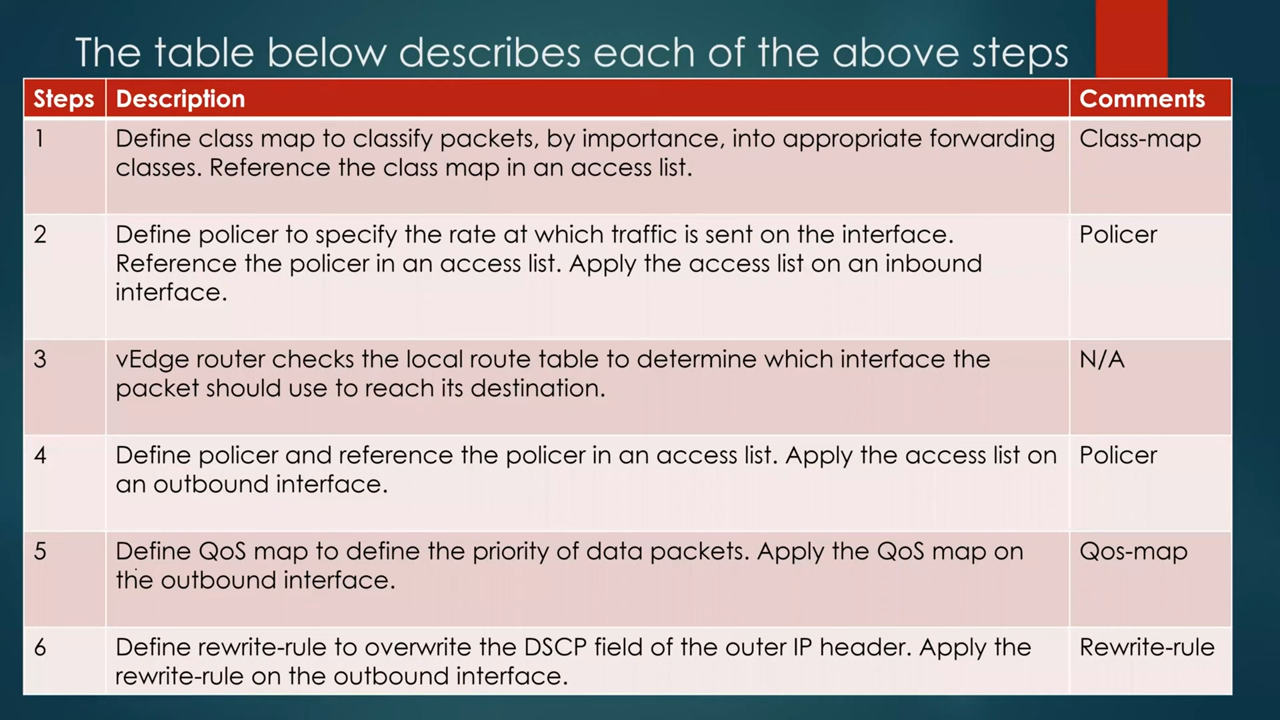 The table below describes each of the above steps
Steps Description Comments
1 Define class map to classify packets, by importance, into appropriate forwarding Class-map
classes. Reference the class map in an access list.
2 Define policer to specify the rate at which traffic is sent on the interface. Policer
Reference the policer in an access list. Apply the access list on an inbound
interface.
3 vEdge router checks the local route table to determine which interface the N/A
packet should use to reach its destination.
4 Define policer and reference the policer in an access list. Apply the access list on Policer
an outbound interface.
5 Define QoS map to define the priority of data packets. Apply the QoS map on Qos-map
the outbound interface.
6 Define rewrite-rule to overwrite the DSCP field of the outer IP header. Apply the Rewrite-rule
rewrite-rule on the outbound interface.